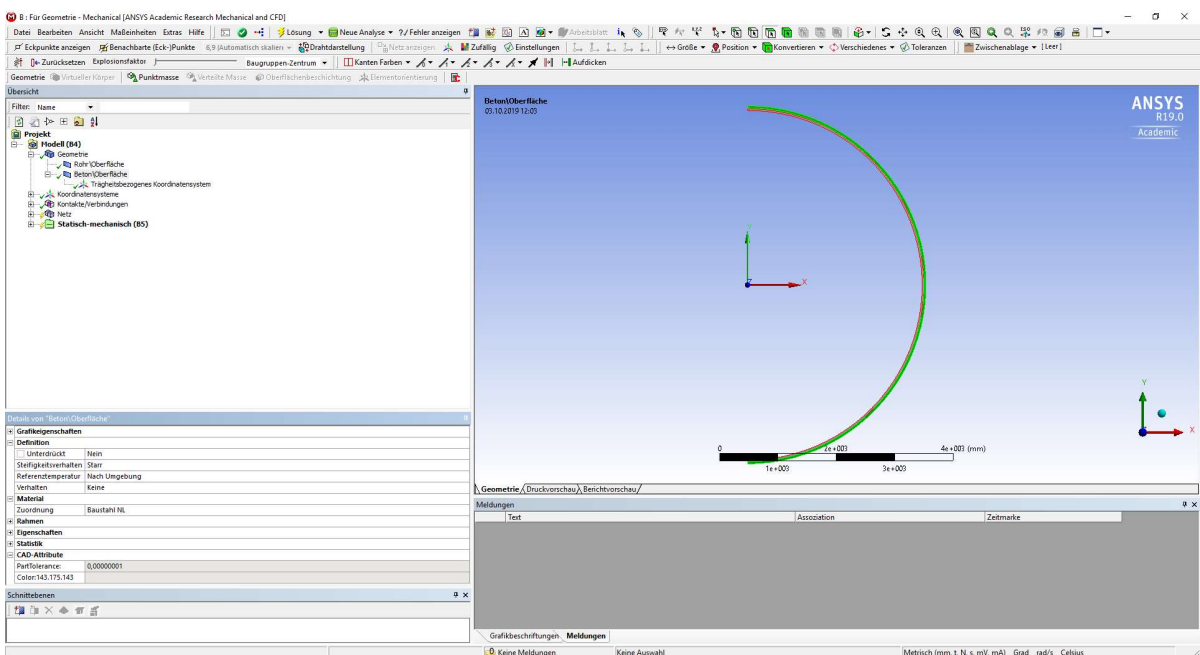 B : Für Geometrie - Mechanical [ANSYS Academic Research Mechanical and CFD]
Datei Bearbeiten Ansicht Maßeinheiten Extras Hilfe Lösung Neue Analyse ?/ Fehler anzeigen Arbeitsblatt
Eckpunkte anzeigen Benachbarte (Eck-)Punkte 6,9 (Automatisch skalieren Drahtdarstellung Netz anzeigen Zufällig Einstellungen Größe Position Konvertieren Verschiedenes Toleranzen Zwischenablage [Leer]
Zurücksetzen Explosionsfaktor Baugruppen-Zentrum Kanten Farben Aufdicken
Geometrie Virtueller Körper Punktmasse Verteilte Masse Oberflächenbeschichtung Elementorientierung
Übersicht
Filter: Name
Projekt
Modell (B4)
Geometrie
Rohr\Oberfläche
Beton\Oberfläche
Trägheitsbezogenes Koordinatensystem
Koordinatensysteme
Kontakte/Verbindungen
Netz
Statisch-mechanisch (B5)
Details von "Beton\Oberfläche"
Grafikeigenschaften
Definition
Unterdrückt Nein
Steifigkeitsverhalten Starr
Referenztemperatur Nach Umgebung
Verhalten Keine
Material
Zuordnung Baustahl NL
Rahmen
Eigenschaften
Statistik
CAD-Attribute
PartTolerance: 0,00000001
Color:143.175.143
Schnittebenen
Beton\Oberfläche
03.10.2019 12:03
ANSYS
R19.0
Academic
Y
X
Z
Y
X
0 2e+003 4e+003 (mm)
1e+003 3e+003
Geometrie Druckvorschau Berichtvorschau
Meldungen
Text Assoziation Zeitmarke
Grafikbeschriftungen Meldungen
0 Keine Meldungen Keine Auswahl Metrisch (mm, t, N, s, mV, mA) Grad rad/s Celsius